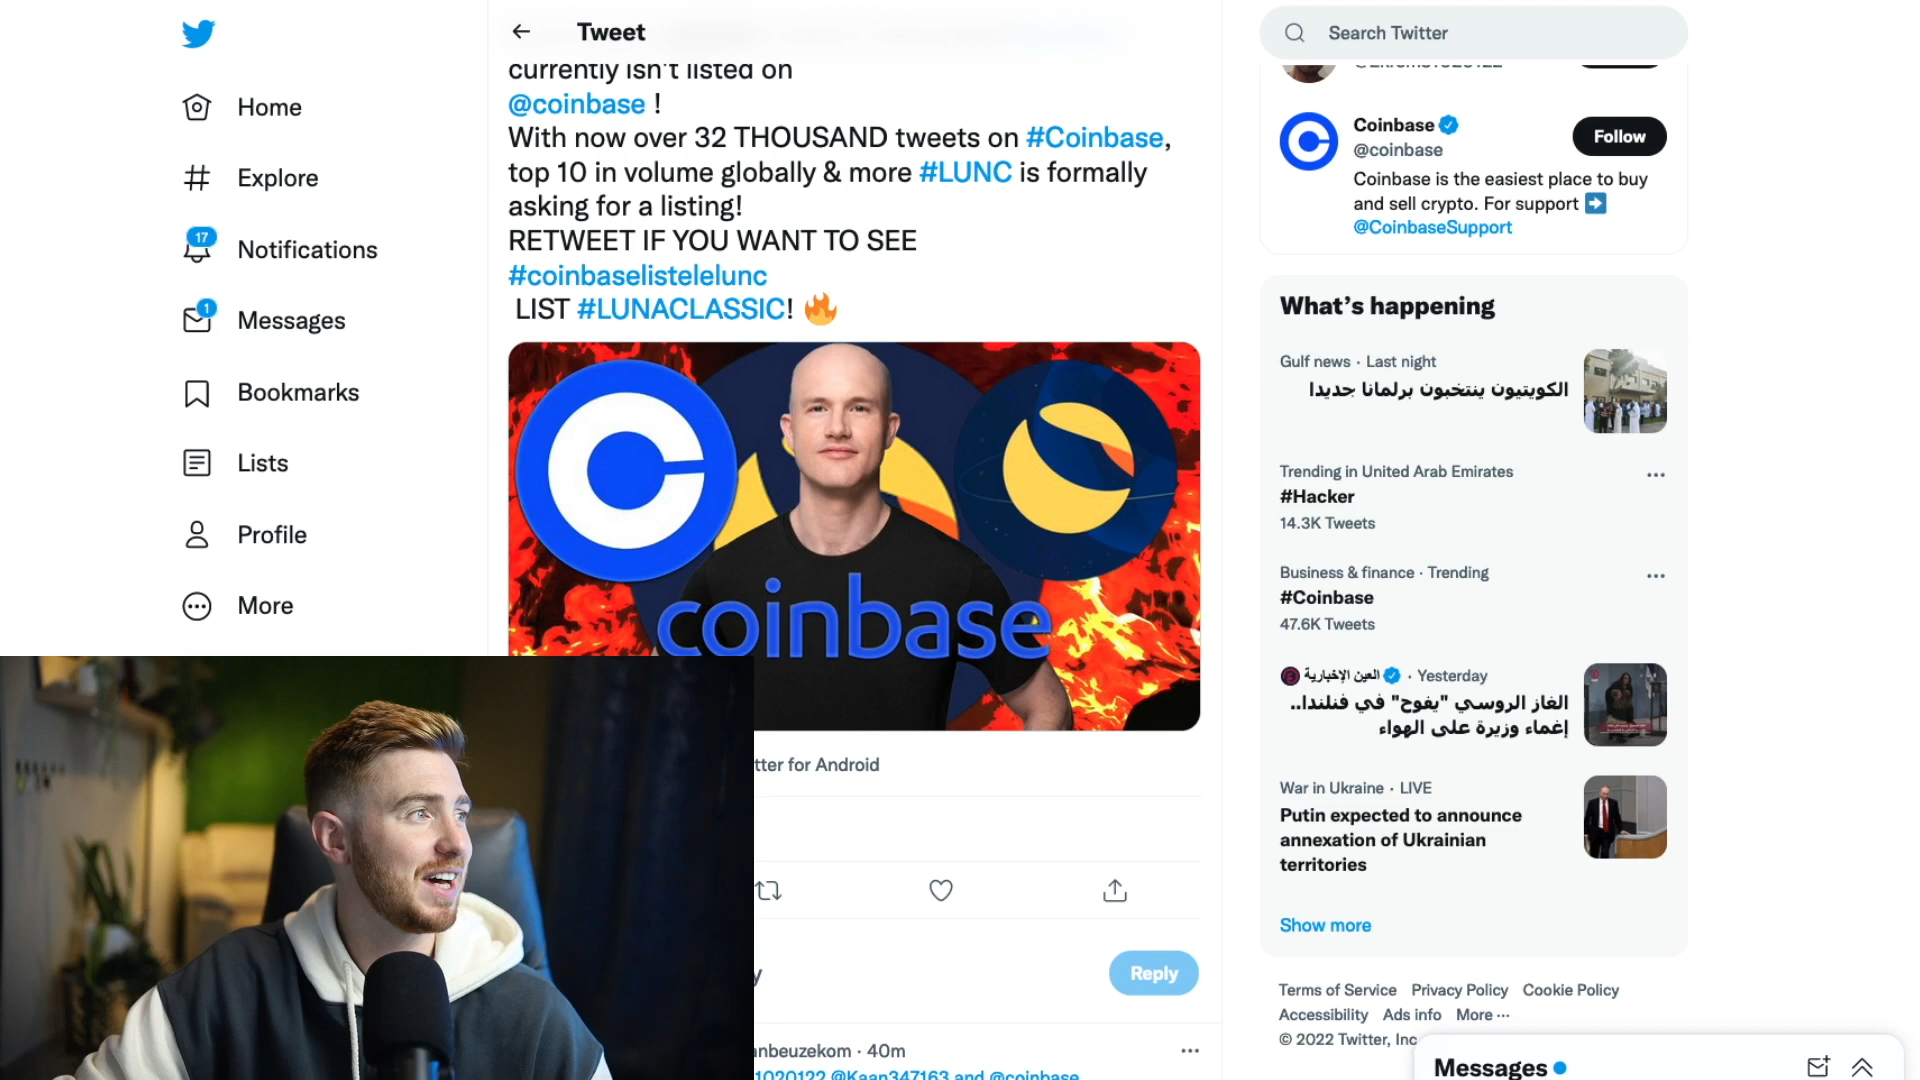 Home
Explore
17
Notifications
1
Messages
Bookmarks
Lists
Profile
More
Tweet
currently isn't listed on
@coinbase !
With now over 32 THOUSAND tweets on #Coinbase,
top 10 in volume globally & more #LUNC is formally
asking for a listing!
RETWEET IF YOU WANT TO SEE
#coinbaselistelelunc
LIST #LUNACLASSIC! 🔥
coinbase
tter for Android
Reply
anbeuzekom · 40m
1020122 @Kaan347163 and @coinbase
Search Twitter
Coinbase
@coinbase
Follow
Coinbase is the easiest place to buy
and sell crypto. For support ➡️
@CoinbaseSupport
What's happening
Gulf news · Last night
الكويتيون ينتخبون برلمانا جديدا
Trending in United Arab Emirates
#Hacker
14.3K Tweets
Business & finance · Trending
#Coinbase
47.6K Tweets
العين الإخبارية · Yesterday
الغاز الروسي "يفوح" في فنلندا..
إغماء وزيرة على الهواء
War in Ukraine · LIVE
Putin expected to announce
annexation of Ukrainian
territories
Show more
Terms of Service Privacy Policy Cookie Policy
Accessibility Ads info More ···
© 2022 Twitter, Inc
Messages